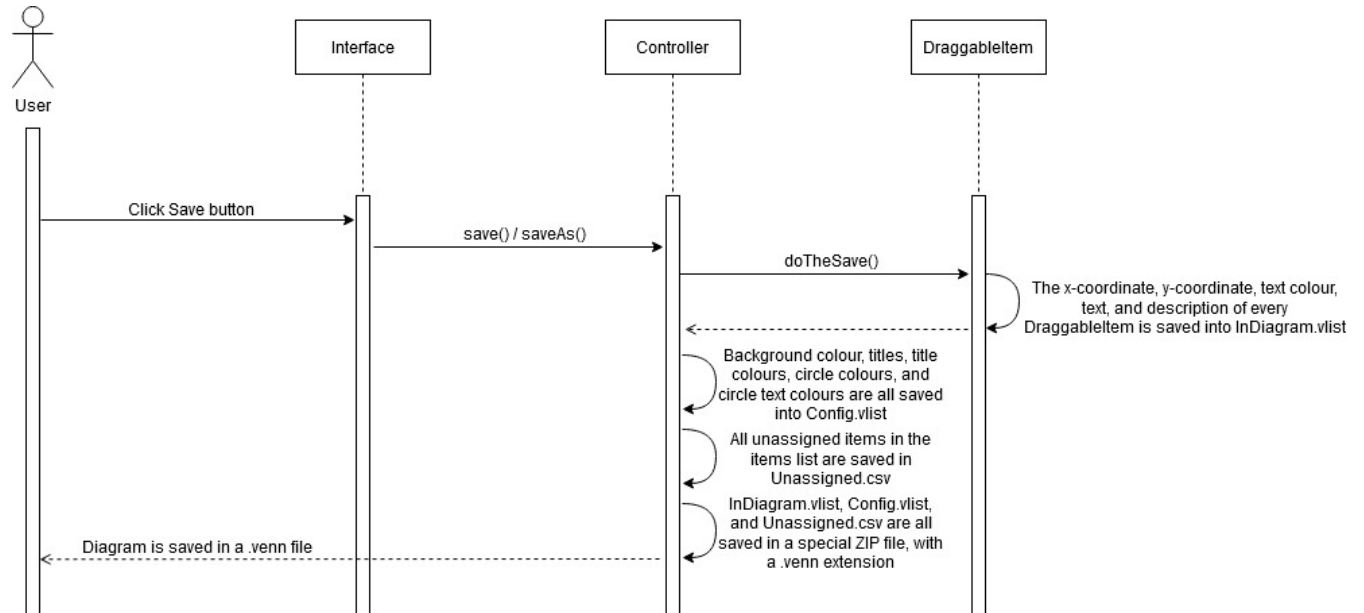 Interface
Controller
DraggableItem
User
Click Save button
save() / saveAs()
doTheSave()
The x-coordinate, y-coordinate, text colour,
text, and description of every
DraggableItem is saved into InDiagram.vlist
Background colour, titles, title
colours, circle colours, and
circle text colours are all saved
into Config.vlist
All unassigned items in the
items list are saved in
Unassigned.csv
InDiagram.vlist, Config.vlist,
and Unassigned.csv are all
saved in a special ZIP file, with
a .venn extension
Diagram is saved in a .venn file